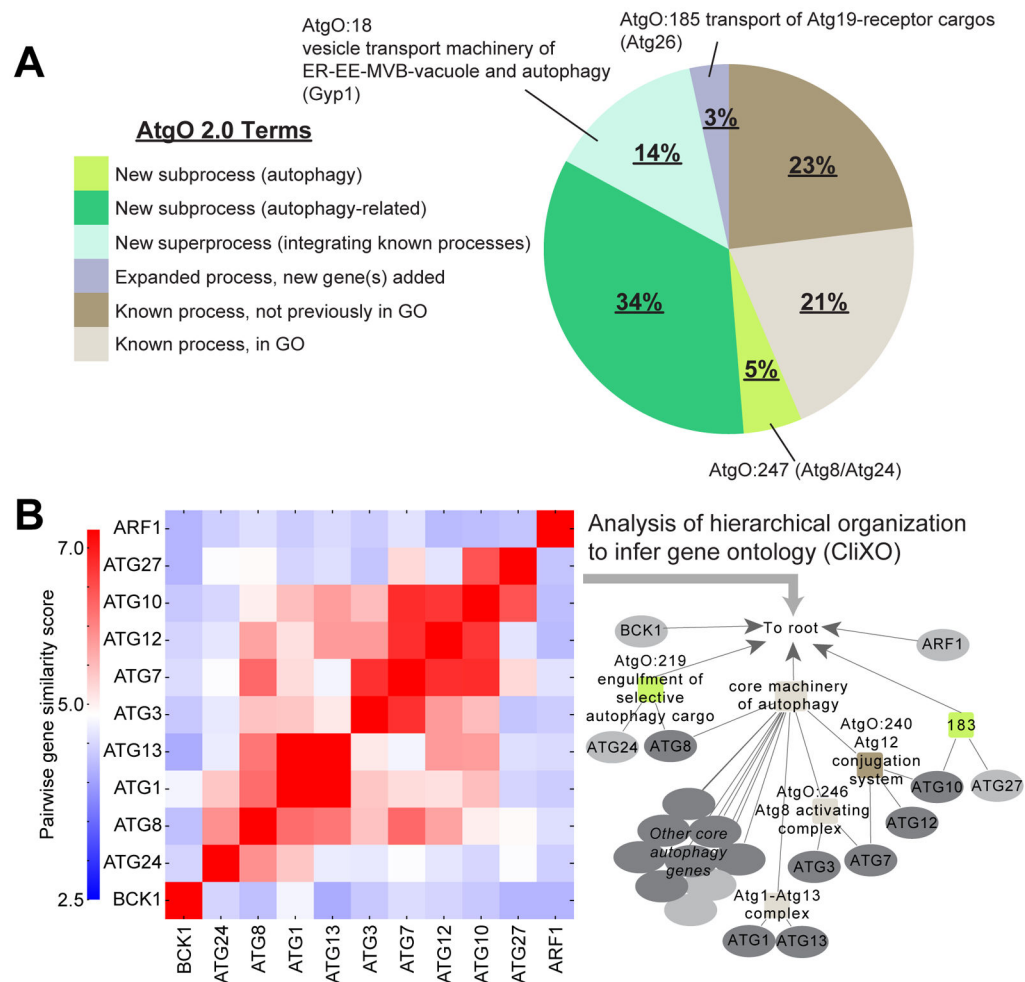 A
AtgO:18
vesicle transport machinery of
ER-EE-MVB-vacuole and autophagy
(Gyp1)
AtgO:185 transport of Atg19-receptor cargos
(Atg26)
AtgO 2.0 Terms
New subprocess (autophagy)
New subprocess (autophagy-related)
New superprocess (integrating known processes)
Expanded process, new gene(s) added
Known process, not previously in GO
Known process, in GO
3%
14%
23%
34%
21%
5%
AtgO:247 (Atg8/Atg24)
B
Pairwise gene similarity score
7.0
5.0
2.5
ARF1
ATG27
ATG10
ATG12
ATG7
ATG3
ATG13
ATG1
ATG8
ATG24
BCK1
BCK1
ATG24
ATG8
ATG1
ATG13
ATG3
ATG7
ATG12
ATG10
ATG27
ARF1
Analysis of hierarchical organization
to infer gene ontology (CliXO)
BCK1
To root
ARF1
AtgO:219
engulfment of
selective
autophagy cargo
core machinery
of autophagy
AtgO:240
Atg12
conjugation
system
183
ATG24
ATG8
ATG10
ATG27
AtgO:246
Atg8 activating
complex
ATG12
Other core
autophagy
genes
ATG3
ATG7
Atg1-Atg13
complex
ATG1
ATG13